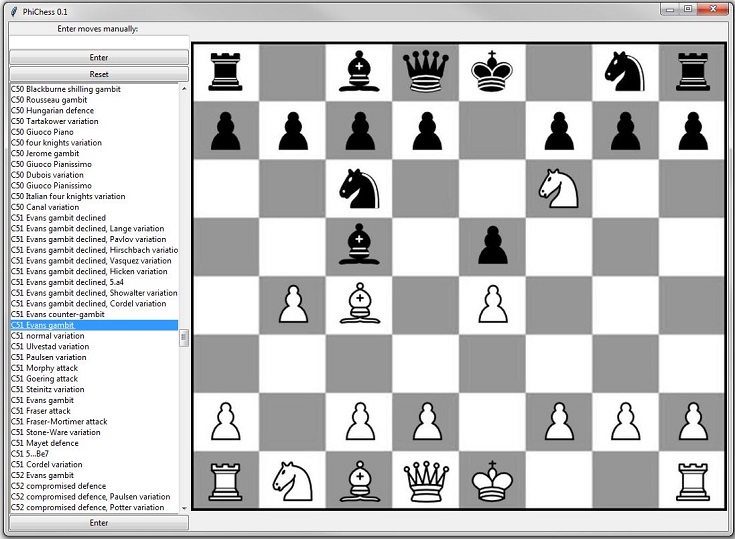 PhiChess 0.1
Enter moves manually:
Enter
Reset
C50 Blackburne shilling gambit
C50 Rousseau gambit
C50 Hungarian defence
C50 Tartakower variation
C50 Giuoco Piano
C50 four knights variation
C50 Jerome gambit
C50 Giuoco Pianissimo
C50 Dubois variation
C50 Giuoco Pianissimo
C50 Italian four knights variation
C50 Canal variation
C51 Evans gambit declined
C51 Evans gambit declined, Lange variation
C51 Evans gambit declined, Pavlov variation
C51 Evans gambit declined, Hirschbach variatio
C51 Evans gambit declined, Vasquez variation
C51 Evans gambit declined, Hicken variation
C51 Evans gambit declined, 5.a4
C51 Evans gambit declined, Showalter variation
C51 Evans gambit declined, Cordel variation
C51 Evans counter-gambit
C51 Evans gambit
C51 normal variation
C51 Ulvestad variation
C51 Paulsen variation
C51 Morphy attack
C51 Goering attack
C51 Steinitz variation
C51 Evans gambit
C51 Fraser attack
C51 Fraser-Mortimer attack
C51 Stone-Ware variation
C51 Mayet defence
C51 5...Be7
C51 Cordel variation
C52 Evans gambit
C52 compromised defence
C52 compromised defence, Paulsen variation
C52 compromised defence, Potter variation
Enter